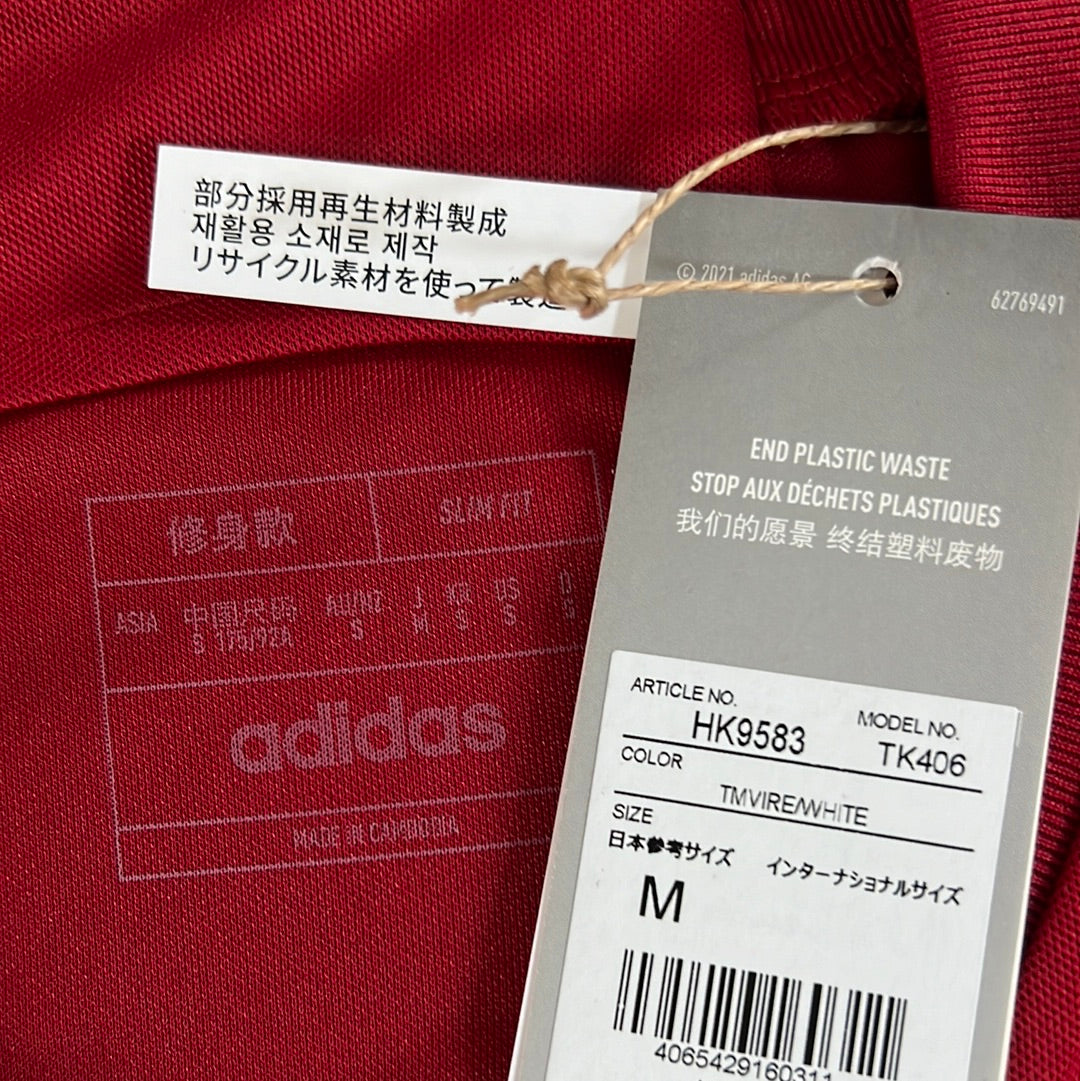 部分採用再生材料製成
재활용 소재로 제작
リサイクル素材を使って製造
© 2021 adidas AG
62769491
END PLASTIC WASTE
STOP AUX DÉCHETS PLASTIQUES
我们的愿景 终结塑料废物
修身款
SLIM FIT
ASIA 中国尺码 AU/NZ J KR US D
S 175/92A S M S S S
adidas
MADE IN CAMBODIA
ARTICLE NO.
HK9583
MODEL NO.
TK406
COLOR
TMVIRE/WHITE
SIZE
日本参考サイズ
インターナショナルサイズ
M
4065429160311